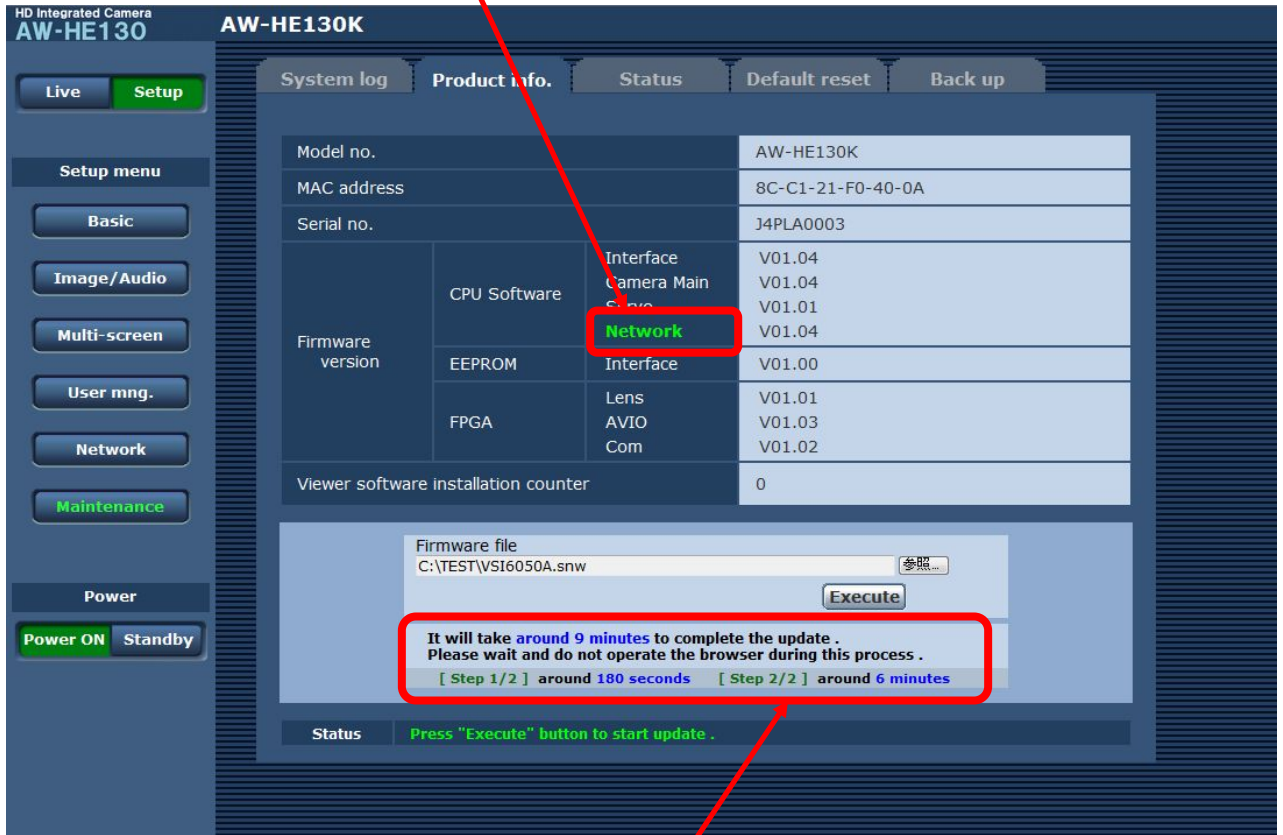 HD Integrated Camera
AW-HE130
AW-HE130K
Live Setup
System log Product info. Status Default reset Back up
Setup menu
Basic
Image/Audio
Multi-screen
User mng.
Network
Maintenance
Power
Power ON Standby
Model no. AW-HE130K
MAC address 8C-C1-21-F0-40-0A
Serial no. J4PLA0003
Firmware version
CPU Software
Interface V01.04
Camera Main V01.04
Servo V01.01
Network V01.04
EEPROM Interface V01.00
FPGA
Lens V01.01
AVIO V01.03
Com V01.02
Viewer software installation counter 0
Firmware file
C:\TEST\VSI6050A.snw 参照...
Execute
It will take around 9 minutes to complete the update .
Please wait and do not operate the browser during this process .
[ Step 1/2 ] around 180 seconds [ Step 2/2 ] around 6 minutes
Status Press "Execute" button to start update .